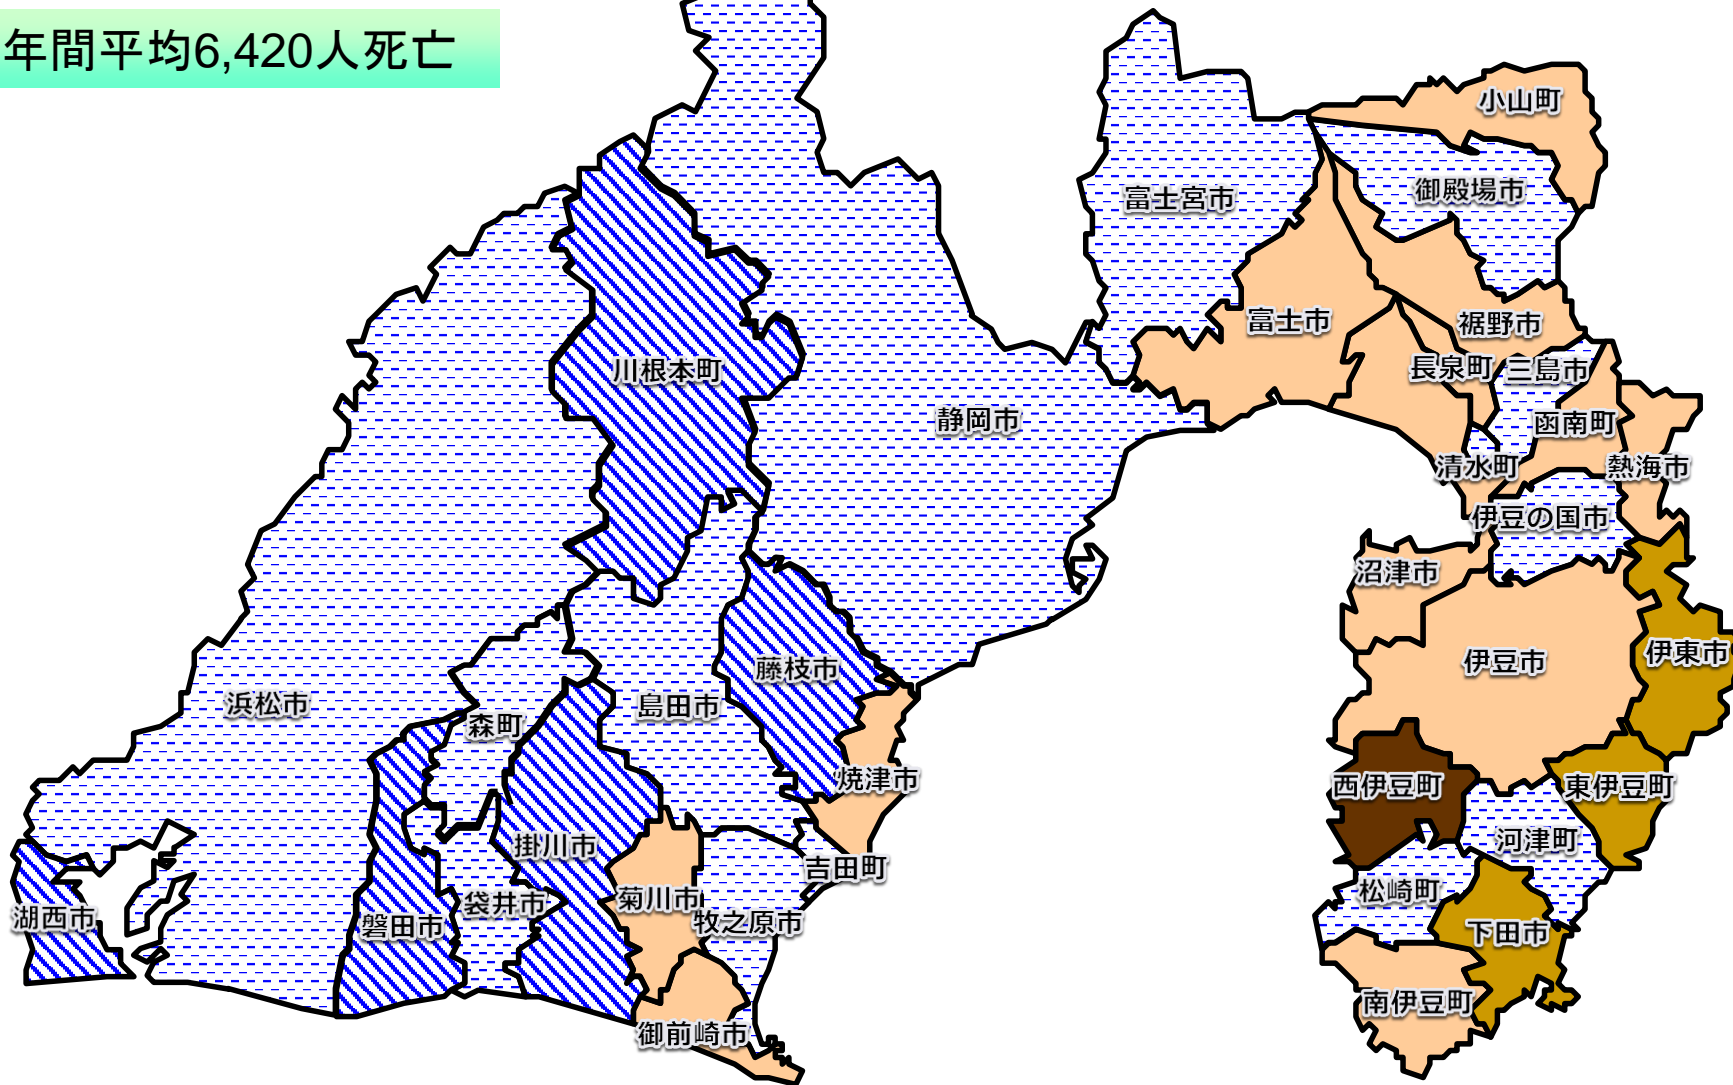 年間平均6,420人死亡
小山町
御殿場市
富士宮市
富士市
裾野市
長泉町
三島市
川根本町
静岡市
函南町
清水町
熱海市
伊豆の国市
沼津市
伊東市
伊豆市
藤枝市
浜松市
島田市
森町
焼津市
西伊豆町
東伊豆町
掛川市
河津町
吉田町
松崎町
菊川市
袋井市
湖西市
磐田市
牧之原市
下田市
南伊豆町
御前崎市